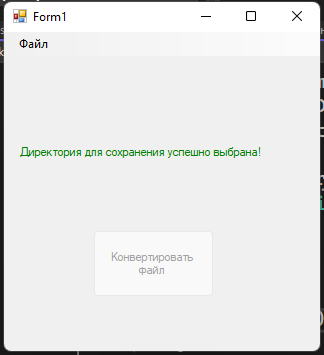 Form1
Файл
Директория для сохранения успешно выбрана!
Конвертировать
файл